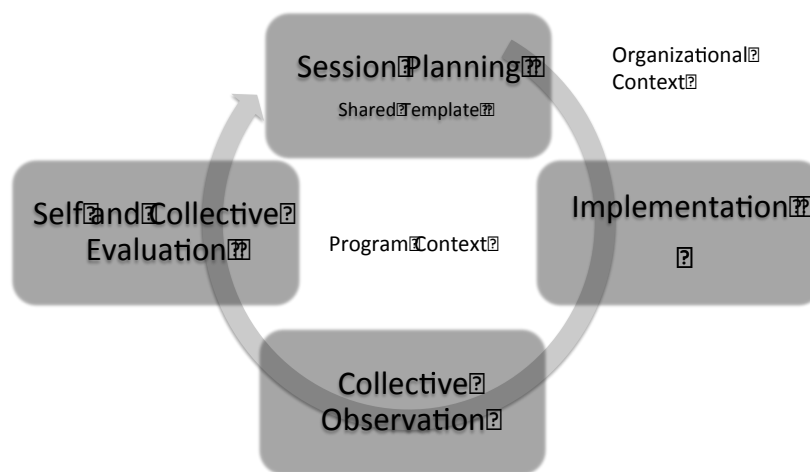 Session Planning
Shared Template
Organizational
Context
Self and Collective
Evaluation
Implementation
Program Context
Collective
Observation